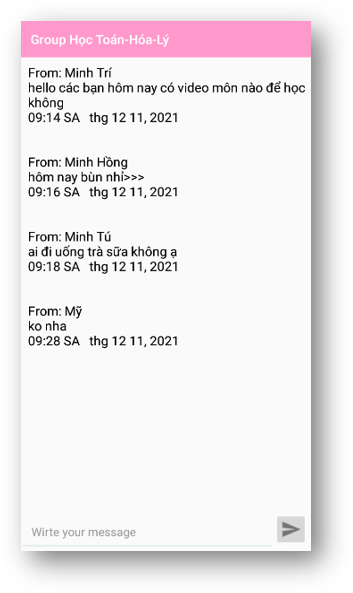 Group Học Toán-Hóa-Lý
From: Minh Trí
hello các bạn hôm nay có video môn nào để học
không
09:14 SA   thg 12 11, 2021
From: Minh Hồng
hôm nay bùn nhỉ>>>
09:16 SA   thg 12 11, 2021
From: Minh Tú
ai đi uống trà sữa không ạ
09:18 SA   thg 12 11, 2021
From: Mỹ
ko nha
09:28 SA   thg 12 11, 2021
Wirte your message